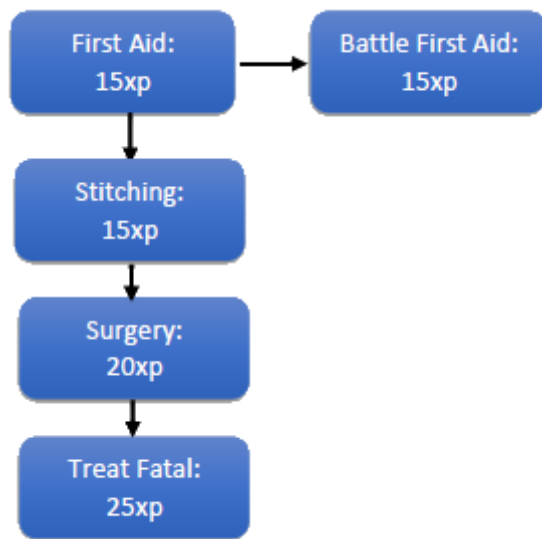 First Aid:
15xp
Battle First Aid:
15xp
Stitching:
15xp
Surgery:
20xp
Treat Fatal:
25xp